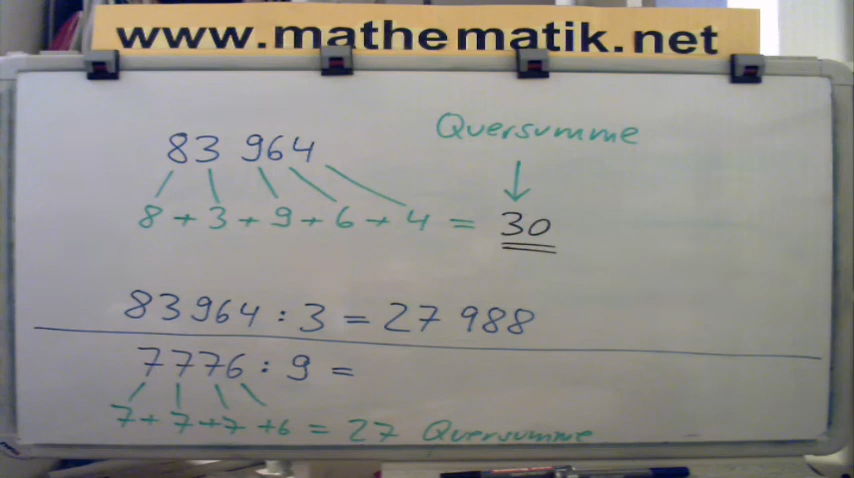 www.mathematik.net
Quersumme
83 964
8 + 3 + 9 + 6 + 4 = 30
83964 : 3 = 27 988
7776 : 9 =
7+7+7+6 = 27 Quersumme